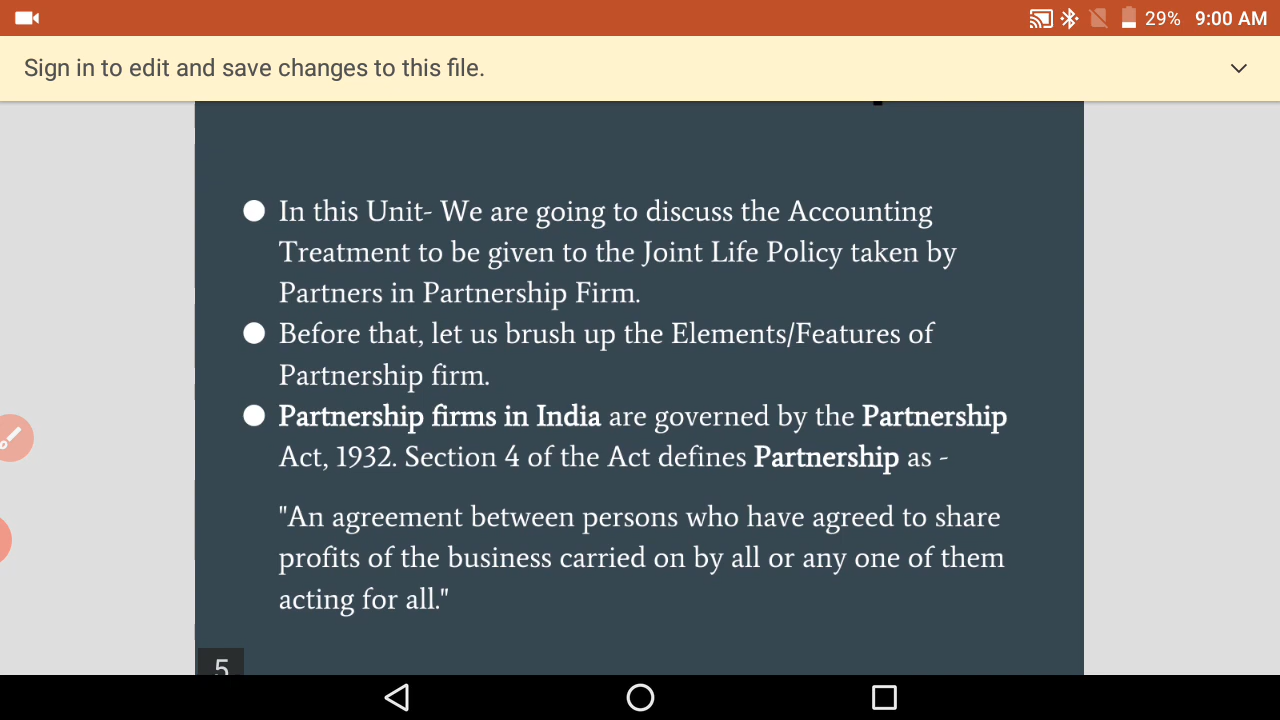 29% 9:00 AM
Sign in to edit and save changes to this file.
In this Unit- We are going to discuss the Accounting
Treatment to be given to the Joint Life Policy taken by
Partners in Partnership Firm.
Before that, let us brush up the Elements/Features of
Partnership firm.
Partnership firms in India are governed by the Partnership
Act, 1932. Section 4 of the Act defines Partnership as -
"An agreement between persons who have agreed to share
profits of the business carried on by all or any one of them
acting for all."
5